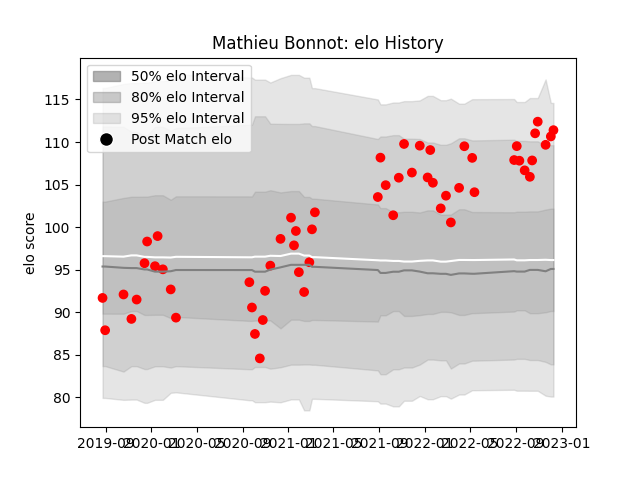 Mathieu Bonnot: elo History
50% elo Interval
80% elo Interval
95% elo Interval
Post Match elo
elo score
115
110
105
100
95
90
85
80
2019-09 2020-01 2020-05 2020-09 2021-01 2021-05 2021-09 2022-01 2022-05 2022-09 2023-01